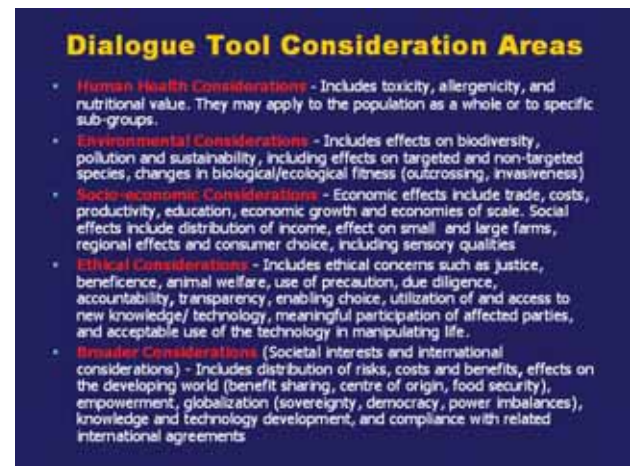 Dialogue Tool Consideration Areas
• Human Health Considerations - Includes toxicity, allergenicity, and
nutritional value. They may apply to the population as a whole or to specific
sub-groups.
• Environmental Considerations - Includes effects on biodiversity,
pollution and sustainability, including effects on targeted and non-targeted
species, changes in biological/ecological fitness (outcrossing, invasiveness)
• Socio-economic Considerations - Economic effects include trade, costs,
productivity, education, economic growth and economies of scale. Social
effects include distribution of income, effect on small and large farms,
regional effects and consumer choice, including sensory qualities
• Ethical Considerations - Includes ethical concerns such as justice,
beneficence, animal welfare, use of precaution, due diligence,
accountability, transparency, enabling choice, utilization of and access to
new knowledge/ technology, meaningful participation of affected parties,
and acceptable use of the technology in manipulating life.
• Broader Considerations (Societal interests and international
considerations) - Includes distribution of risks, costs and benefits, effects on
the developing world (benefit sharing, centre of origin, food security),
empowerment, globalization (sovereignty, democracy, power imbalances),
knowledge and technology development, and compliance with related
international agreements